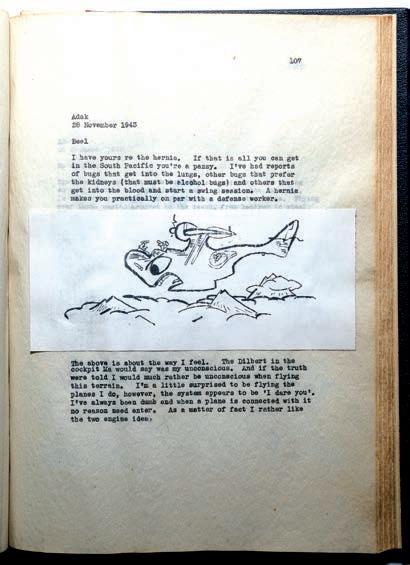 107
Adak
28 November 1943
Beel
I have yours re the hernia. If that is all you can get
in the South Pacific you're a pansy. I've had reports
of bugs that get into the lungs, other bugs that prefer
the kidneys (that must be alcohol bugs) and others that
get into the blood and start a swing session. A hernia
makes you practically on par with a defense worker.
The above is about the way I feel. The Dilbert in the
cockpit Ma would say was my unconscious. And if the truth
were told I would much rather be unconscious when flying
this terrain. I'm a little surprised to be flying the
planes I do, however, the system appears to be 'I dare you'.
I've always been dumb and when a plane is connected with it
no reason need enter. As a matter of fact I rather like
the two engine idea.